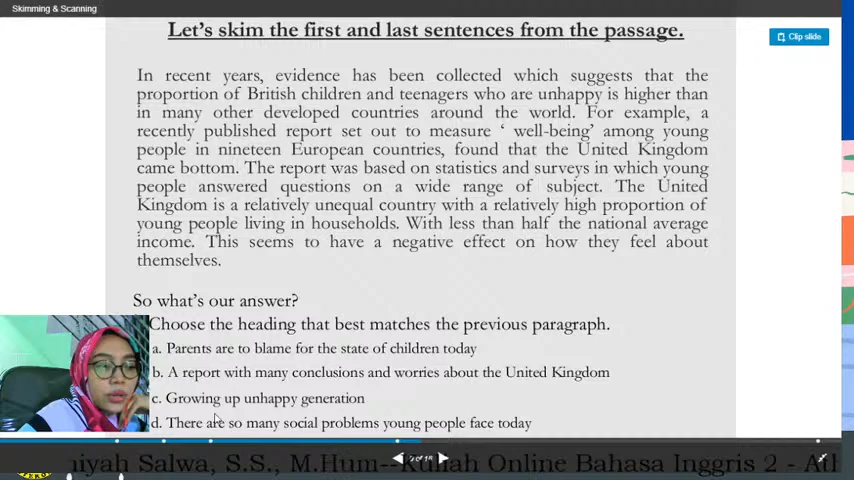 Skimming & Scanning
Let's skim the first and last sentences from the passage.
Clip slide
In recent years, evidence has been collected which suggests that the
proportion of British children and teenagers who are unhappy is higher than
in many other developed countries around the world. For example, a
recently published report set out to measure ‘ well-being’ among young
people in nineteen European countries, found that the United Kingdom
came bottom. The report was based on statistics and surveys in which young
people answered questions on a wide range of subject. The United
Kingdom is a relatively unequal country with a relatively high proportion of
young people living in households. With less than half the national average
income. This seems to have a negative effect on how they feel about
themselves.
So what's our answer?
Choose the heading that best matches the previous paragraph.
a. Parents are to blame for the state of children today
b. A report with many conclusions and worries about the United Kingdom
c. Growing up unhappy generation
d. There are so many social problems young people face today
Salwa, S.S., M.Hum--Kuliah Online Bahasa Inggris 2 -